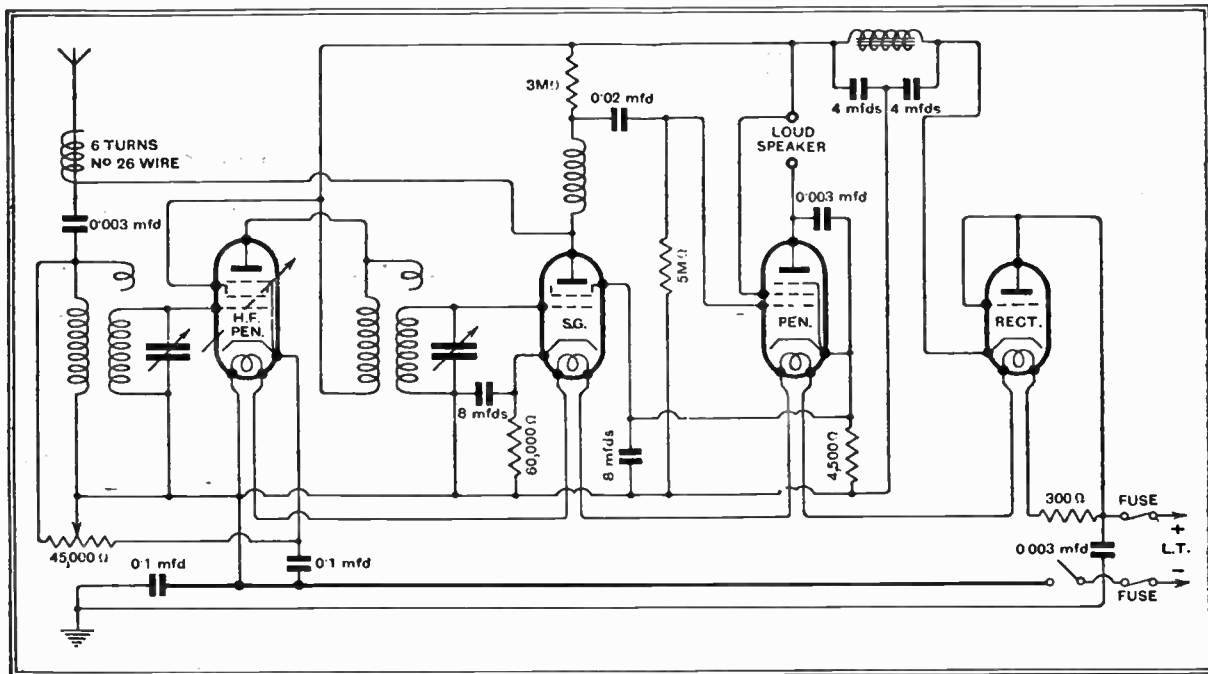 3MΩ
0·02 mfd
4 mfds
4 mfds
6 TURNS
Nº 26 WIRE
LOUD
SPEAKER
0·003 mfd
0·003 mfd
5MΩ
H.F.
PEN.
S.G.
PEN.
RECT.
8 mfds
60,000 Ω
8 mfds
4,500Ω
300 Ω
FUSE
+
L.T.
45,000 Ω
0·1 mfd
0·1 mfd
0·003 mfd
-
FUSE